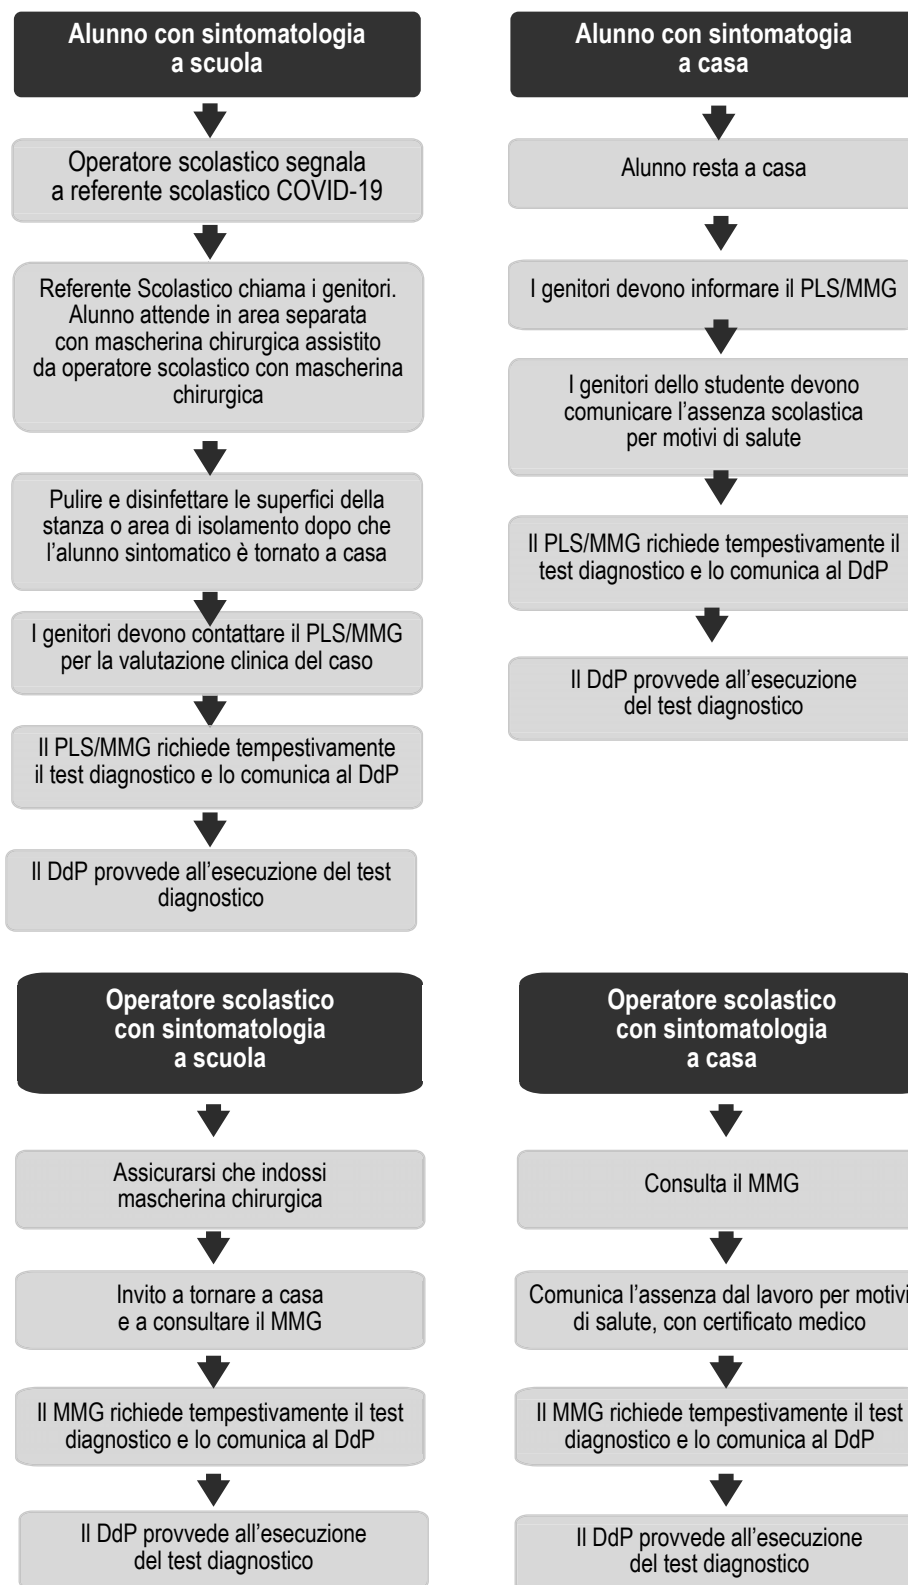 Alunno con sintomatologia
a scuola
Operatore scolastico segnala
a referente scolastico COVID-19
Referente Scolastico chiama i genitori.
Alunno attende in area separata
con mascherina chirurgica assistito
da operatore scolastico con mascherina
chirurgica
Pulire e disinfettare le superfici della
stanza o area di isolamento dopo che
l'alunno sintomatico è tornato a casa
I genitori devono contattare il PLS/MMG
per la valutazione clinica del caso
Il PLS/MMG richiede tempestivamente
il test diagnostico e lo comunica al DdP
Il DdP provvede all'esecuzione del test
diagnostico
Alunno con sintomatogia
a casa
Alunno resta a casa
I genitori devono informare il PLS/MMG
I genitori dello studente devono
comunicare l'assenza scolastica
per motivi di salute
Il PLS/MMG richiede tempestivamente il
test diagnostico e lo comunica al DdP
Il DdP provvede all'esecuzione
del test diagnostico
Operatore scolastico
con sintomatologia
a scuola
Assicurarsi che indossi
mascherina chirurgica
Invito a tornare a casa
e a consultare il MMG
Il MMG richiede tempestivamente il test
diagnostico e lo comunica al DdP
Il DdP provvede all'esecuzione
del test diagnostico
Operatore scolastico
con sintomatologia
a casa
Consulta il MMG
Comunica l'assenza dal lavoro per motivi
di salute, con certificato medico
Il MMG richiede tempestivamente il test
diagnostico e lo comunica al DdP
Il DdP provvede all'esecuzione
del test diagnostico